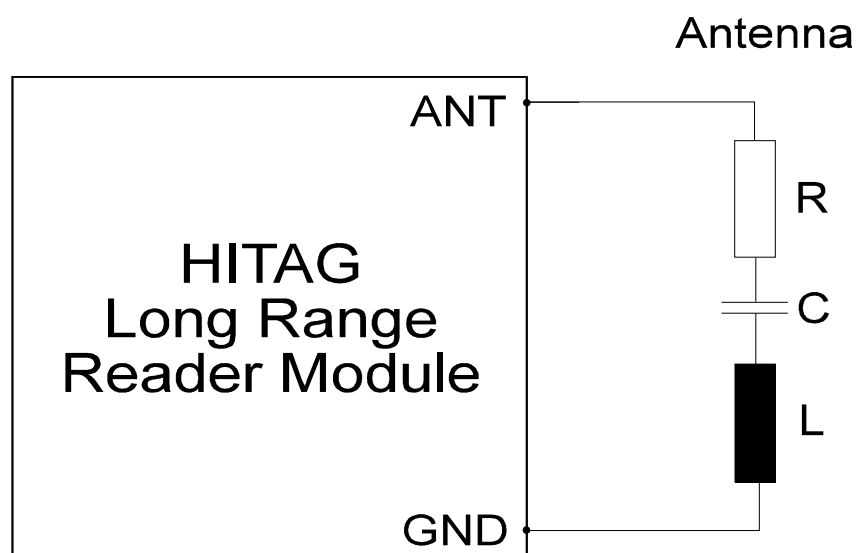 Antenna
ANT
R
HITAG
Long Range
Reader Module
C
L
GND